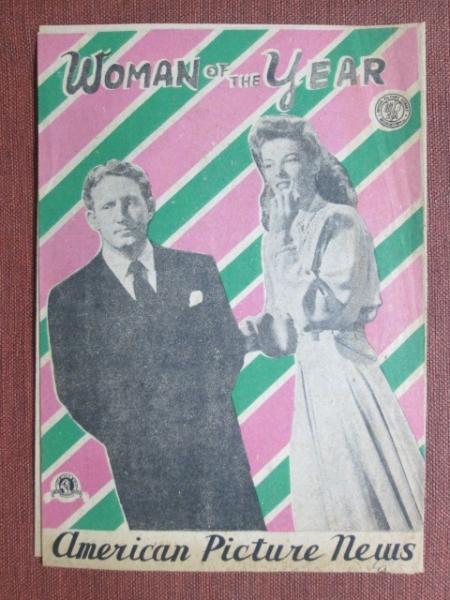 WOMAN OF THE YEAR
American Picture News